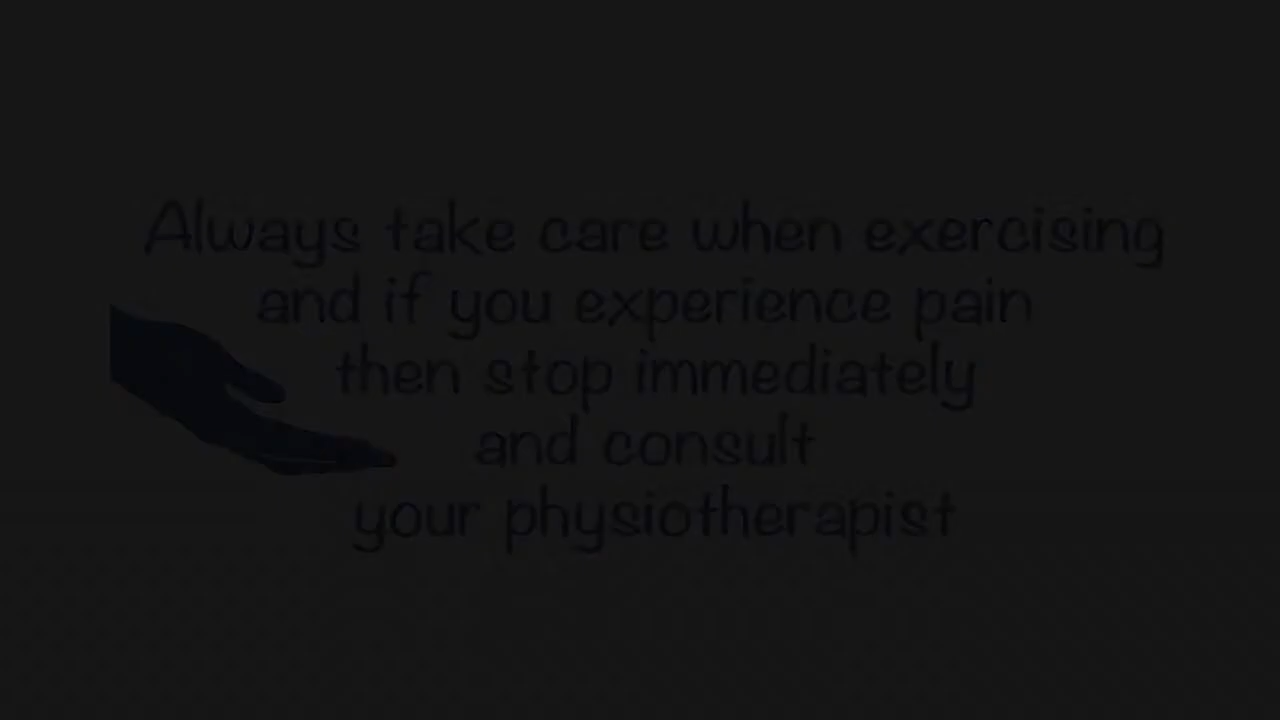 Always take care when exercising
and if you experience pain
then stop immediately
and consult
your physiotherapist